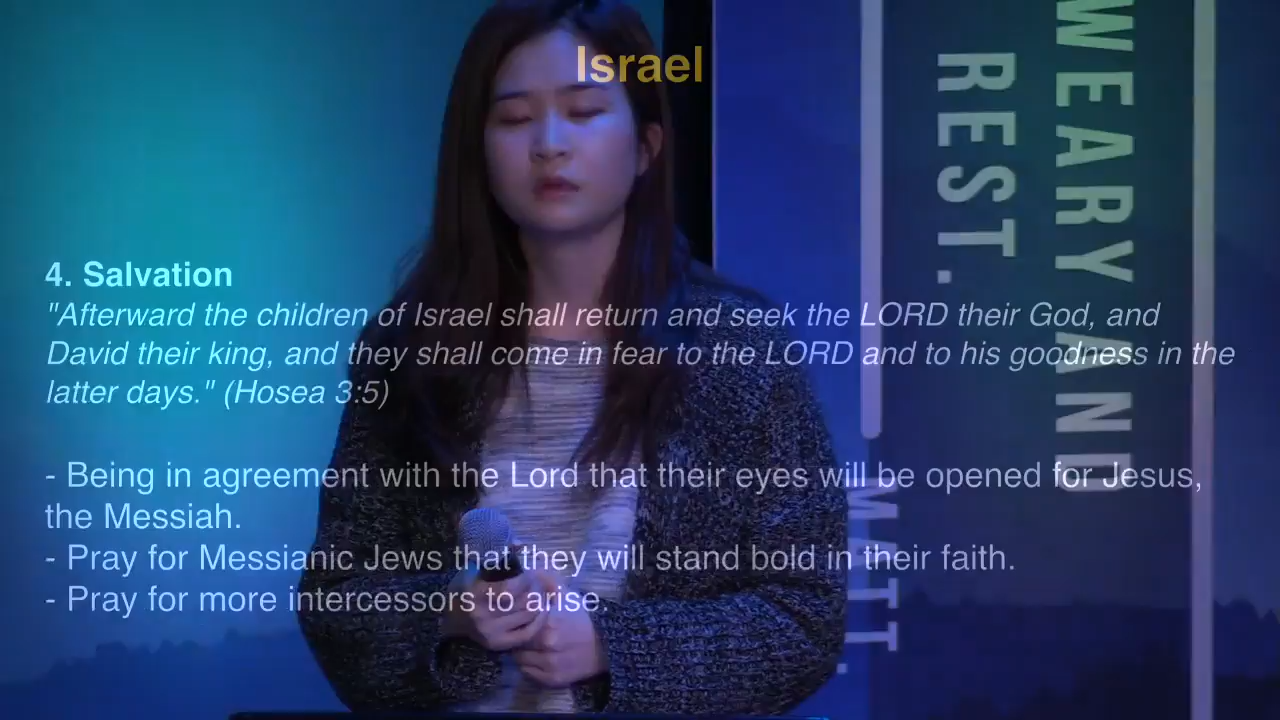 Israel
4. Salvation
"Afterward the children of Israel shall return and seek the LORD their God, and
David their king, and they shall come in fear to the LORD and to his goodness in the
latter days." (Hosea 3:5)
- Being in agreement with the Lord that their eyes will be opened for Jesus,
the Messiah.
- Pray for Messianic Jews that they will stand bold in their faith.
- Pray for more intercessors to arise.
WEARY AND
REST.
MATT.